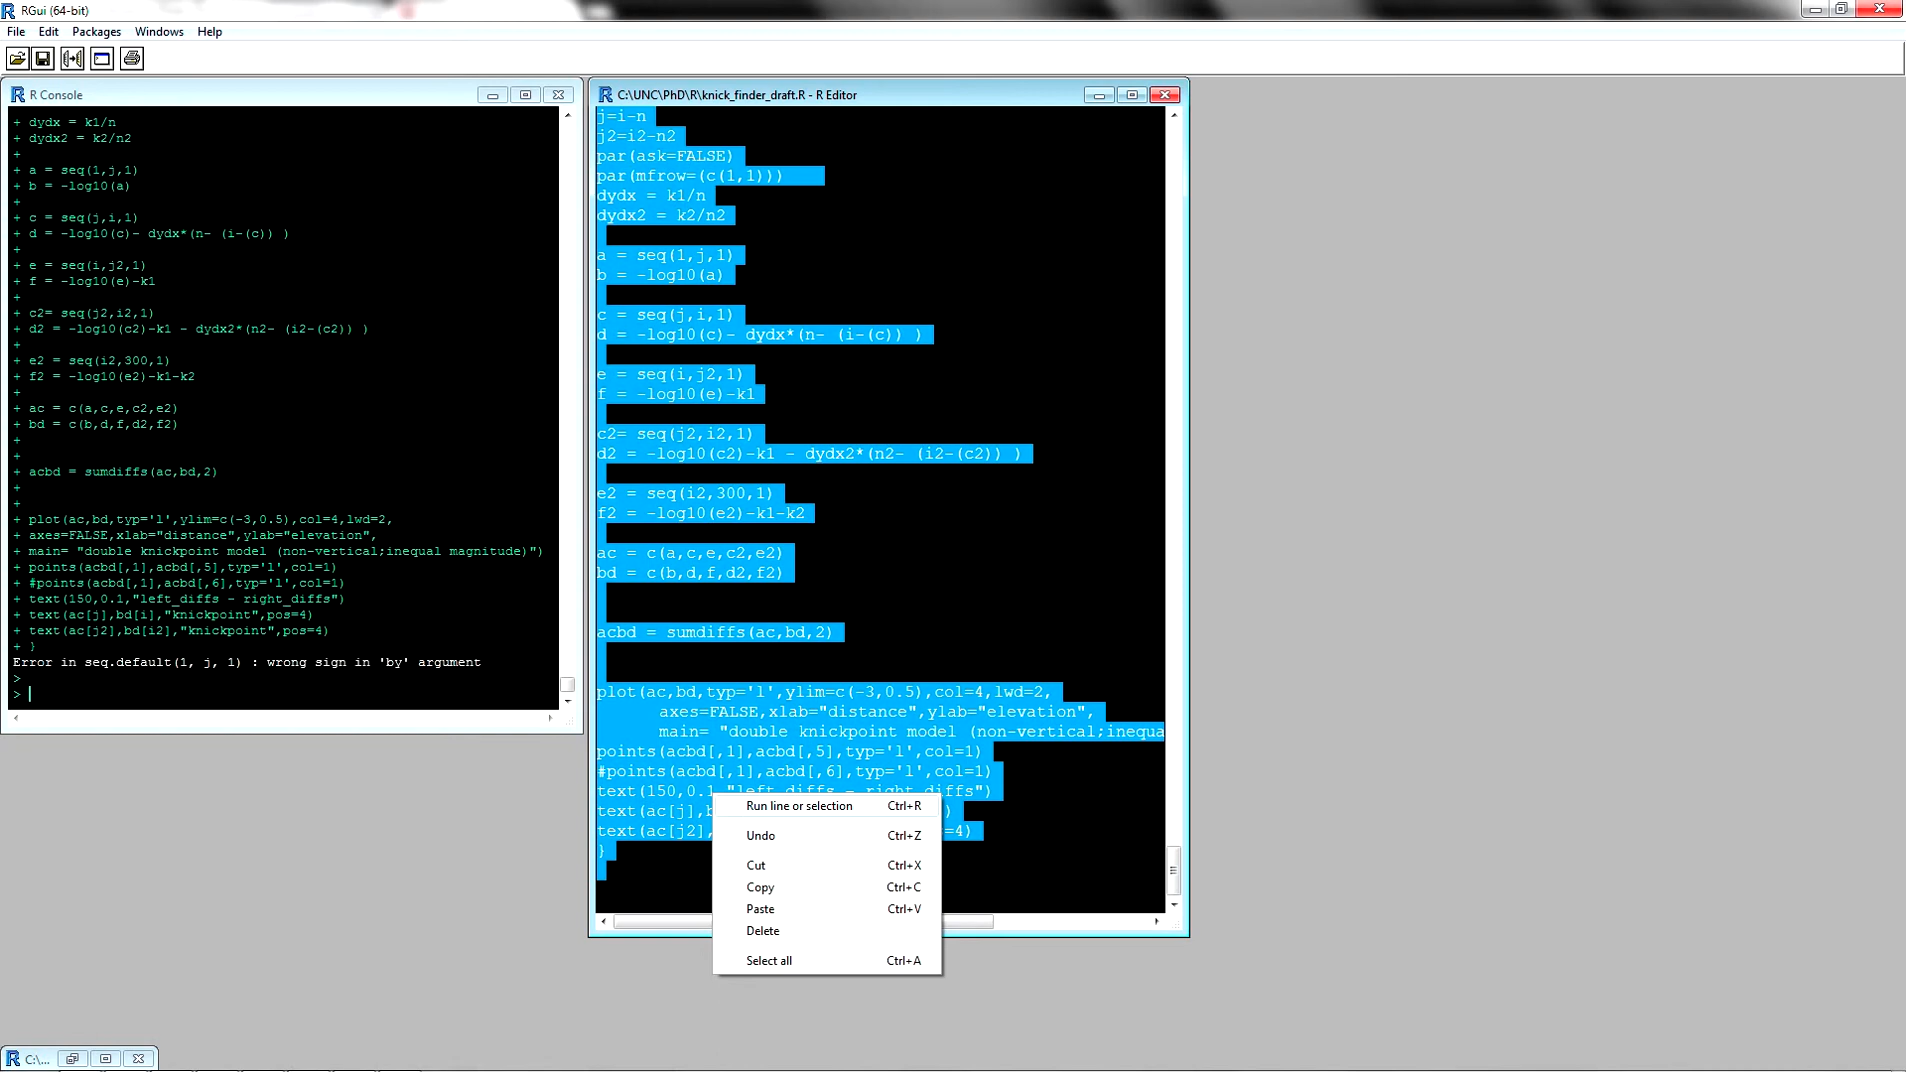 RGui (64-bit)
File Edit Packages Windows Help
R Console
+ dydx = k1/n
+ dydx2 = k2/n2
+
+ a = seq(1,j,1)
+ b = -log10(a)
+
+ c = seq(j,i,1)
+ d = -log10(c)- dydx*(n- (i-(c)) )
+
+ e = seq(i,j2,1)
+ f = -log10(e)-k1
+
+ c2= seq(j2,i2,1)
+ d2 = -log10(c2)-k1 - dydx2*(n2- (i2-(c2)) )
+
+ e2 = seq(i2,300,1)
+ f2 = -log10(e2)-k1-k2
+
+ ac = c(a,c,e,c2,e2)
+ bd = c(b,d,f,d2,f2)
+
+
+ acbd = sumdiffs(ac,bd,2)
+
+
+ plot(ac,bd,typ='l',ylim=c(-3,0.5),col=4,lwd=2,
+ axes=FALSE,xlab="distance",ylab="elevation",
+ main= "double knickpoint model (non-vertical;inequal magnitude)")
+ points(acbd[,1],acbd[,5],typ='l',col=1)
+ #points(acbd[,1],acbd[,6],typ='l',col=1)
+ text(150,0.1,"left_diffs - right_diffs")
+ text(ac[j],bd[i],"knickpoint",pos=4)
+ text(ac[j2],bd[i2],"knickpoint",pos=4)
+ }
Error in seq.default(1, j, 1) : wrong sign in 'by' argument
>
>
C:\UNC\PhD\R\knick_finder_draft.R - R Editor
j=i-n
j2=i2-n2
par(ask=FALSE)
par(mfrow=(c(1,1)))
dydx = k1/n
dydx2 = k2/n2
a = seq(1,j,1)
b = -log10(a)
c = seq(j,i,1)
d = -log10(c)- dydx*(n- (i-(c)) )
e = seq(i,j2,1)
f = -log10(e)-k1
c2= seq(j2,i2,1)
d2 = -log10(c2)-k1 - dydx2*(n2- (i2-(c2)) )
e2 = seq(i2,300,1)
f2 = -log10(e2)-k1-k2
ac = c(a,c,e,c2,e2)
bd = c(b,d,f,d2,f2)
acbd = sumdiffs(ac,bd,2)
plot(ac,bd,typ='l',ylim=c(-3,0.5),col=4,lwd=2,
axes=FALSE,xlab="distance",ylab="elevation",
main= "double knickpoint model (non-vertical;inequa
points(acbd[,1],acbd[,5],typ='l',col=1)
#points(acbd[,1],acbd[,6],typ='l',col=1)
text(150,0.1,"left_diffs - right_diffs")
text(ac[j],b )
text(ac[j2], =4)
}
Run line or selection Ctrl+R
Undo Ctrl+Z
Cut Ctrl+X
Copy Ctrl+C
Paste Ctrl+V
Delete
Select all Ctrl+A
C:\...